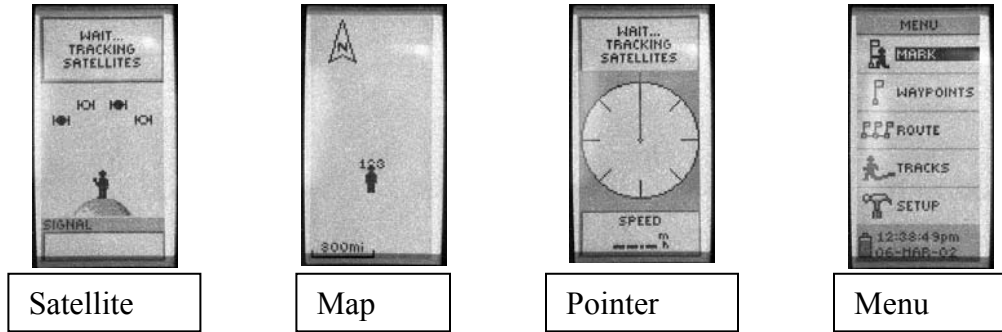 WAIT...
TRACKING
SATELLITES
SIGNAL
Satellite
N
123
800mi
Map
WAIT...
TRACKING
SATELLITES
SPEED
m
h
Pointer
MENU
MARK
WAYPOINTS
ROUTE
TRACKS
SETUP
12:38:49pm
06-MAR-02
Menu